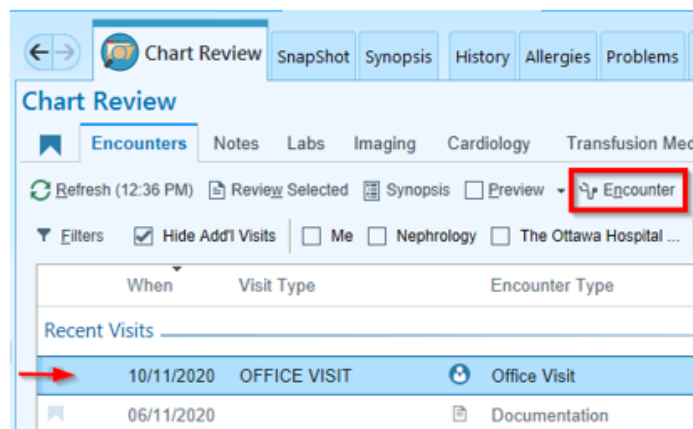 Chart Review SnapShot Synopsis History Allergies Problems
Chart Review
Encounters Notes Labs Imaging Cardiology Transfusion Med
Refresh (12:36 PM) Review Selected Synopsis Preview Encounter
Filters Hide Add'l Visits Me Nephrology The Ottawa Hospital ...
When Visit Type Encounter Type
Recent Visits
10/11/2020 OFFICE VISIT Office Visit
06/11/2020 Documentation